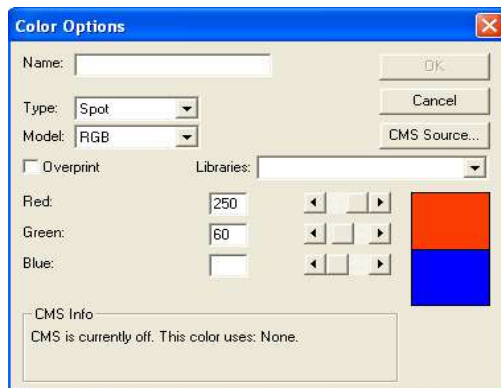 Color Options
Name:
OK
Type: Spot
Cancel
Model: RGB
CMS Source...
Overprint
Libraries:
Red: 250
Green: 60
Blue:
CMS Info
CMS is currently off. This color uses: None.